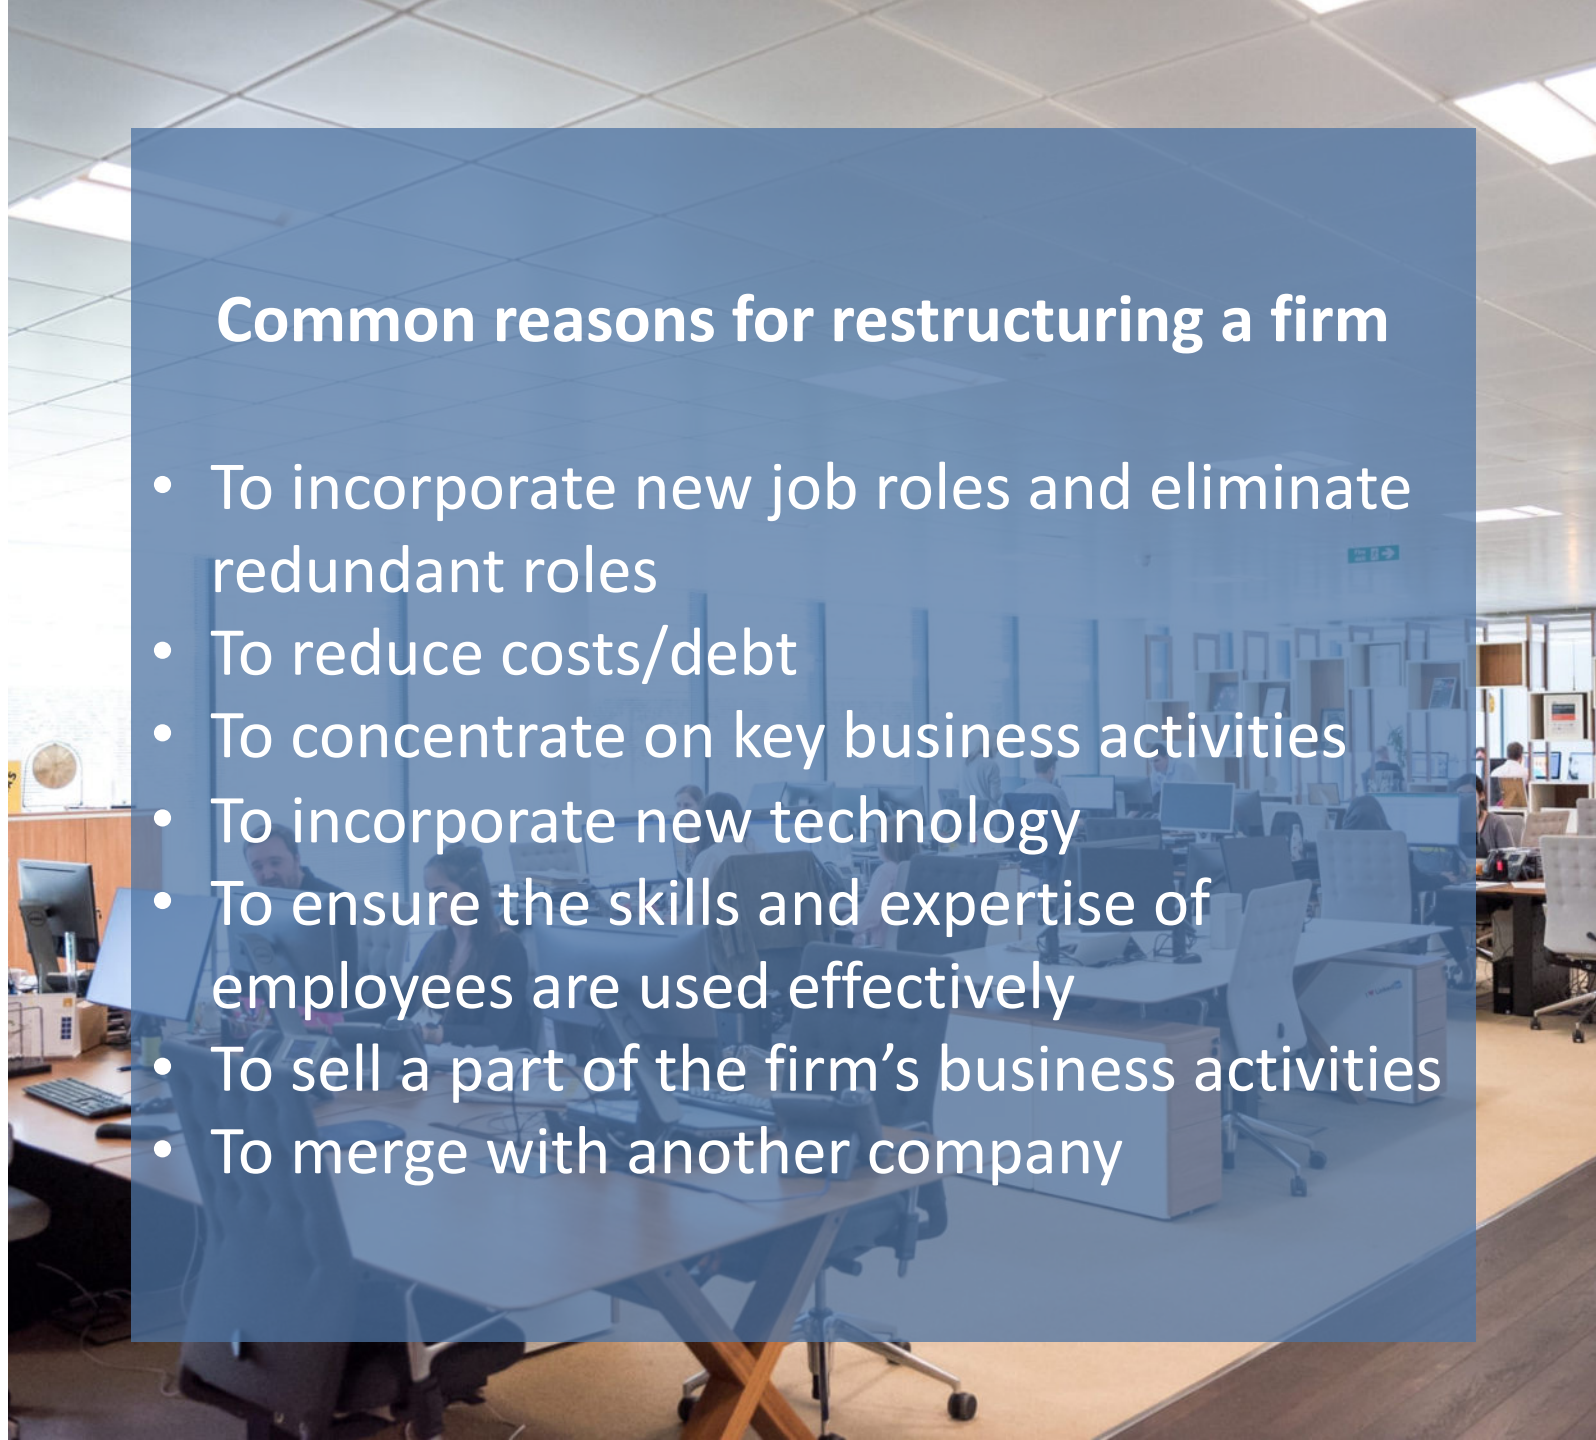 Common reasons for restructuring a firm
• To incorporate new job roles and eliminate
redundant roles
• To reduce costs/debt
• To concentrate on key business activities
• To incorporate new technology
• To ensure the skills and expertise of
employees are used effectively
• To sell a part of the firm’s business activities
• To merge with another company